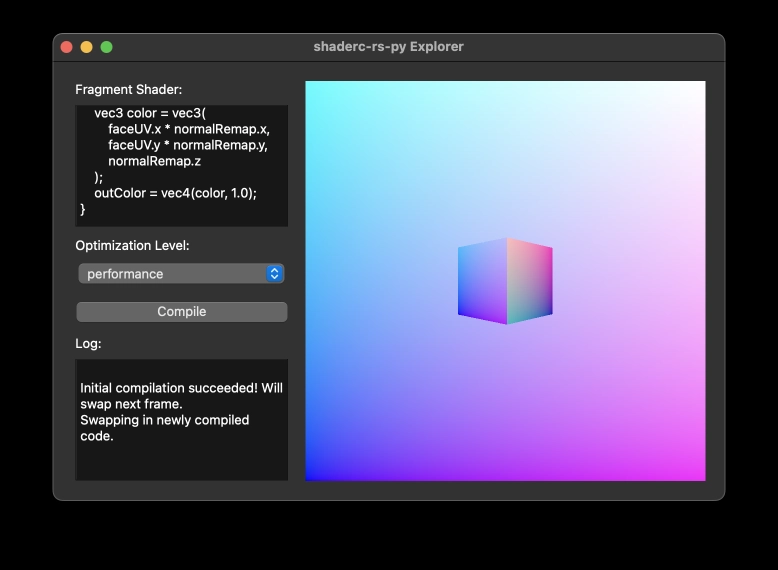 shaderc-rs-py Explorer
Fragment Shader:
vec3 color = vec3(
faceUV.x * normalRemap.x,
faceUV.y * normalRemap.y,
normalRemap.z
);
outColor = vec4(color, 1.0);
}
Optimization Level:
performance
Compile
Log:
Initial compilation succeeded! Will
swap next frame.
Swapping in newly compiled
code.